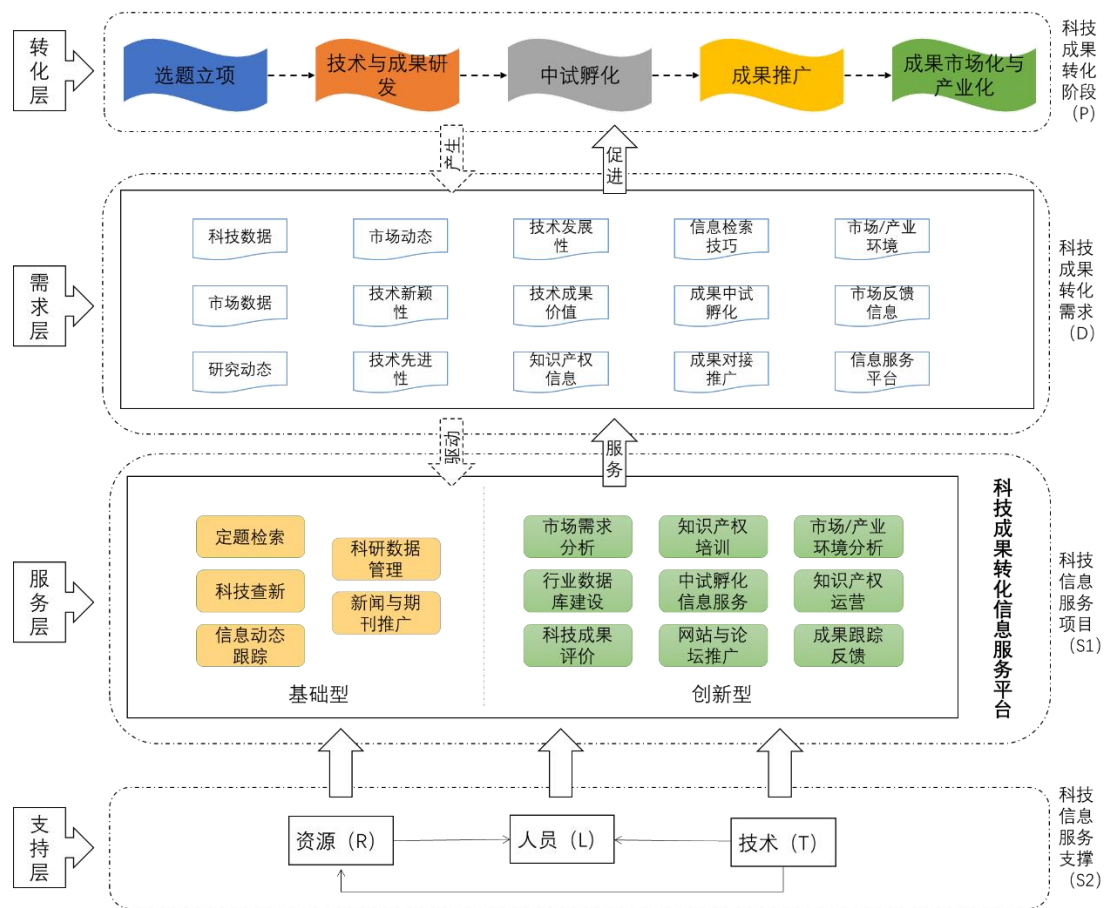 转
化
层
选题立项
技术与成果研
发
中试孵化
成果推广
成果市场化与
产业化
科技
成果
转化
阶段
（P）
产生
促
进
需
求
层
科技数据
市场动态
技术发展
性
信息检索
技巧
市场/产业
环境
市场数据
技术新颖
性
技术成果
价值
成果中试
孵化
市场反馈
信息
研究动态
技术先进
性
知识产权
信息
成果对接
推广
信息服务
平台
科技
成果
转化
需求
（D）
驱动
服
务
服
务
层
定题检索
科技查新
信息动态
跟踪
科研数据
管理
新闻与期
刊推广
基础型
市场需求
分析
知识产权
培训
市场/产业
环境分析
行业数据
库建设
中试孵化
信息服务
知识产权
运营
科技成果
评价
网站与论
坛推广
成果跟踪
反馈
创新型
科技成果转化信息服务平台
科技
信息
服务
项目
（S1）
支
持
层
资源（R）
人员（L）
技术（T）
科技
信息
服务
支撑
（S2）